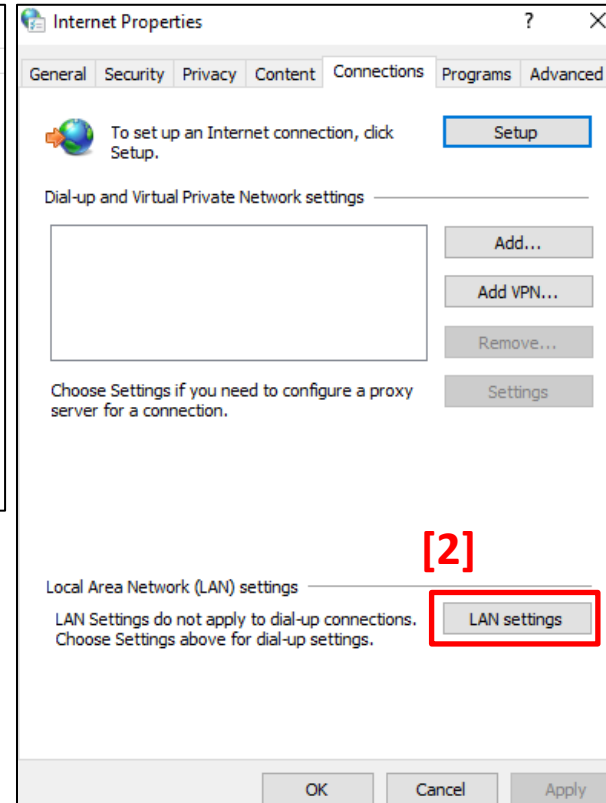 Internet Properties ?
General Security Privacy Content Connections Programs Advanced
To set up an Internet connection, click
Setup.
Setup
Dial-up and Virtual Private Network settings
Add...
Add VPN...
Remove...
Choose Settings if you need to configure a proxy
server for a connection.
Settings
[2]
Local Area Network (LAN) settings
LAN Settings do not apply to dial-up connections.
Choose Settings above for dial-up settings.
LAN settings
OK Cancel Apply